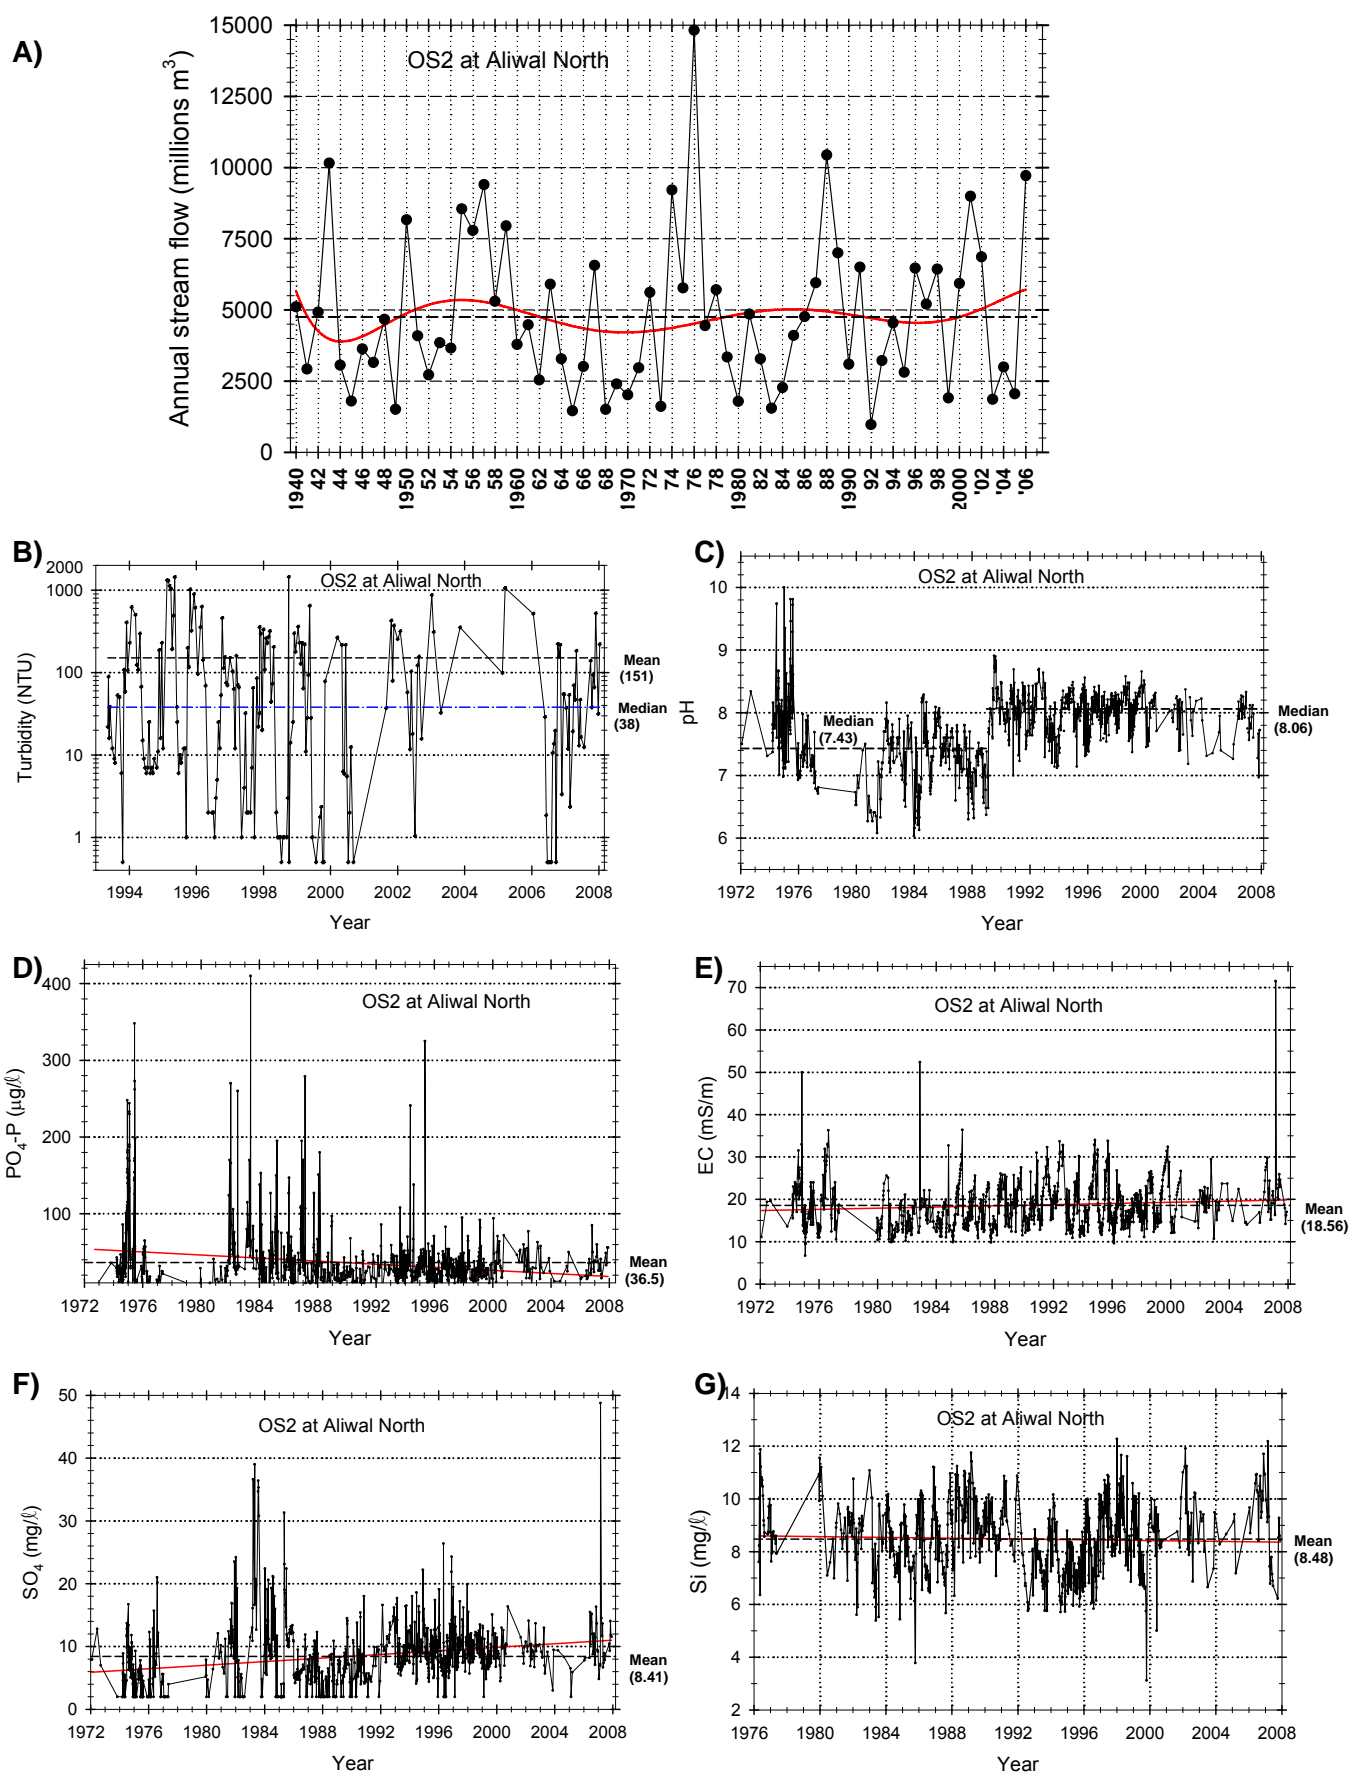 A)
OS2 at Aliwal North
Annual stream flow (millions m³)
15000
12500
10000
7500
5000
2500
0
1940 42 44 46 48 1950 52 54 56 58 1960 62 64 66 68 1970 72 74 76 78 1980 82 84 86 88 1990 92 94 96 98 2000 '02 '04 '06
B)
OS2 at Aliwal North
Turbidity (NTU)
2000
1000
100
10
1
Mean
(151)
Median
(38)
1994 1996 1998 2000 2002 2004 2006 2008
Year
C)
OS2 at Aliwal North
pH
10
9
8
7
6
Median
(7.43)
Median
(8.06)
1972 1976 1980 1984 1988 1992 1996 2000 2004 2008
Year
D)
OS2 at Aliwal North
PO₄-P (µg/ℓ)
400
300
200
100
Mean
(36.5)
1972 1976 1980 1984 1988 1992 1996 2000 2004 2008
Year
E)
OS2 at Aliwal North
EC (mS/m)
70
60
50
40
30
20
10
0
Mean
(18.56)
1972 1976 1980 1984 1988 1992 1996 2000 2004 2008
Year
F)
OS2 at Aliwal North
SO₄ (mg/ℓ)
50
40
30
20
10
0
Mean
(8.41)
1972 1976 1980 1984 1988 1992 1996 2000 2004 2008
Year
G)
OS2 at Aliwal North
Si (mg/ℓ)
14
12
10
8
6
4
2
Mean
(8.48)
1976 1980 1984 1988 1992 1996 2000 2004 2008
Year